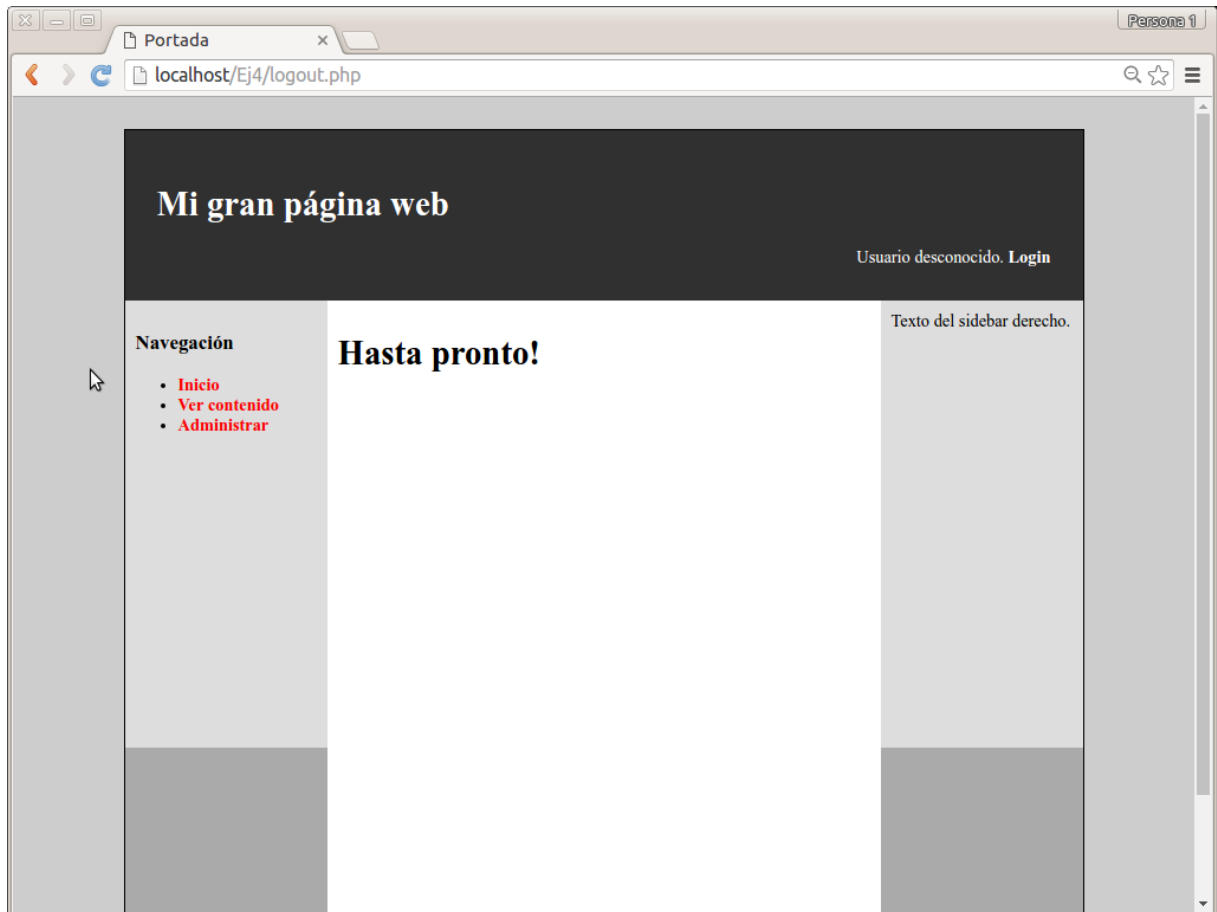 Persona 1
Portada
localhost/Ej4/logout.php
Mi gran página web
Usuario desconocido. Login
Navegación
Inicio
Ver contenido
Administrar
Hasta pronto!
Texto del sidebar derecho.